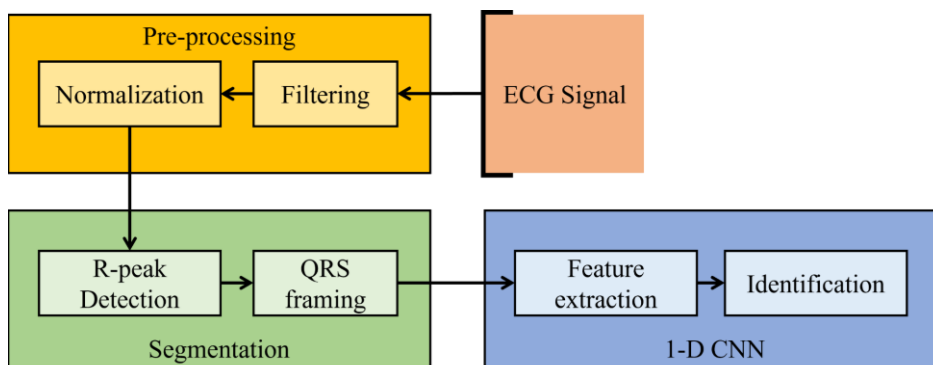 Pre-processing
Normalization
Filtering
ECG Signal
R-peak
Detection
QRS
framing
Segmentation
Feature
extraction
Identification
1-D CNN